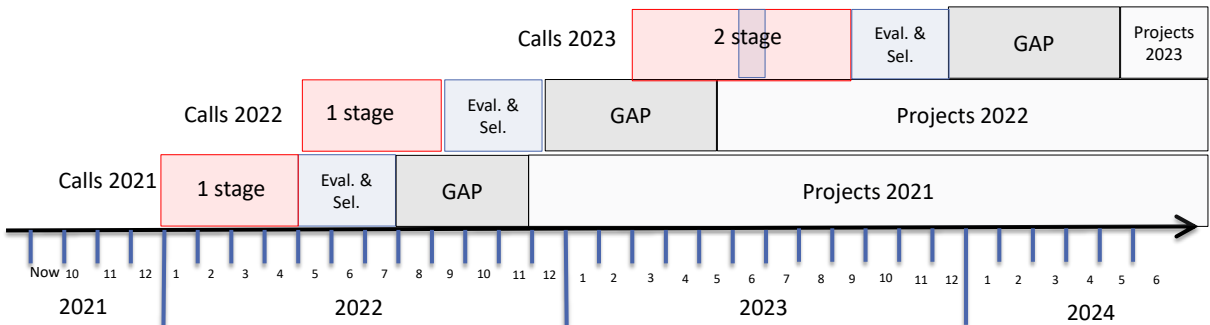 Calls 2023
2 stage
Eval. &
Sel.
GAP
Projects
2023
Calls 2022
1 stage
Eval. &
Sel.
GAP
Projects 2022
Calls 2021
1 stage
Eval. &
Sel.
GAP
Projects 2021
Now 10 11 12 1 2 3 4 5 6 7 8 9 10 11 12 1 2 3 4 5 6 7 8 9 10 11 12 1 2 3 4 5 6
2021 2022 2023 2024